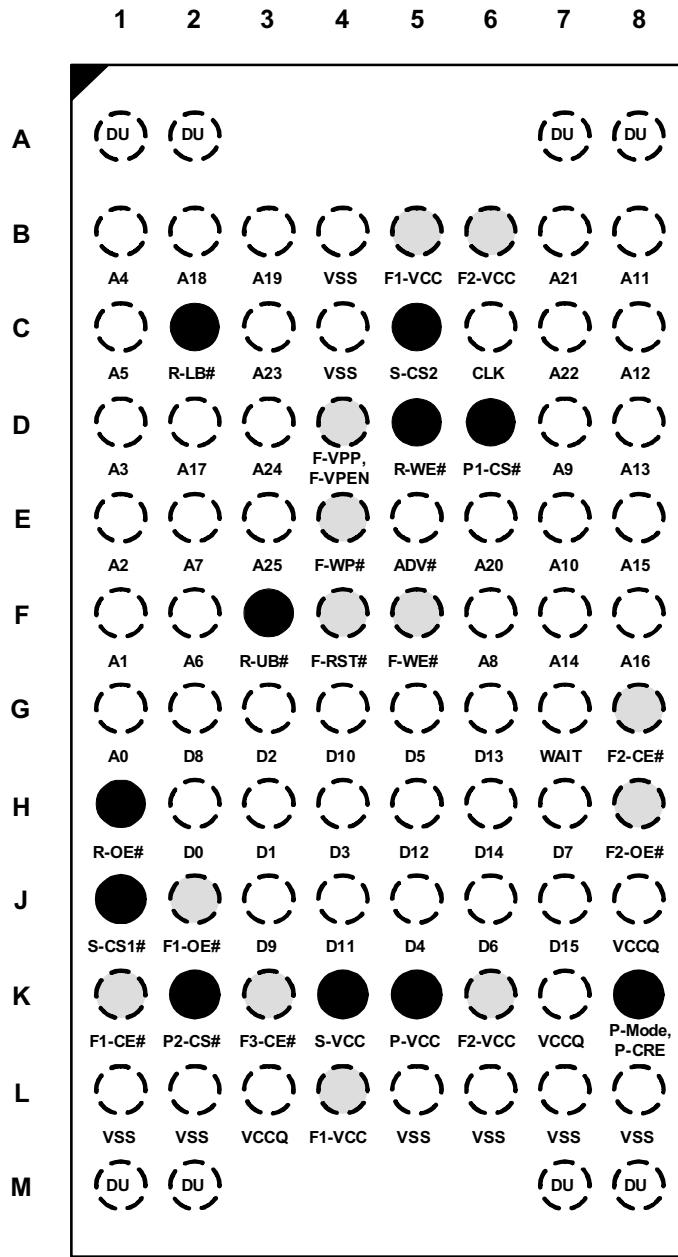 1 2 3 4 5 6 7 8
A DU DU DU DU
B
A4 A18 A19 VSS F1-VCC F2-VCC A21 A11
C
A5 R-LB# A23 VSS S-CS2 CLK A22 A12
D
A3 A17 A24 F-VPP, R-WE# P1-CS# A9 A13
F-VPEN
E
A2 A7 A25 F-WP# ADV# A20 A10 A15
F
A1 A6 R-UB# F-RST# F-WE# A8 A14 A16
G
A0 D8 D2 D10 D5 D13 WAIT F2-CE#
H
R-OE# D0 D1 D3 D12 D14 D7 F2-OE#
J
S-CS1# F1-OE# D9 D11 D4 D6 D15 VCCQ
K
F1-CE# P2-CS# F3-CE# S-VCC P-VCC F2-VCC VCCQ P-Mode,
P-CRE
L
VSS VSS VCCQ F1-VCC VSS VSS VSS VSS
M DU DU DU DU